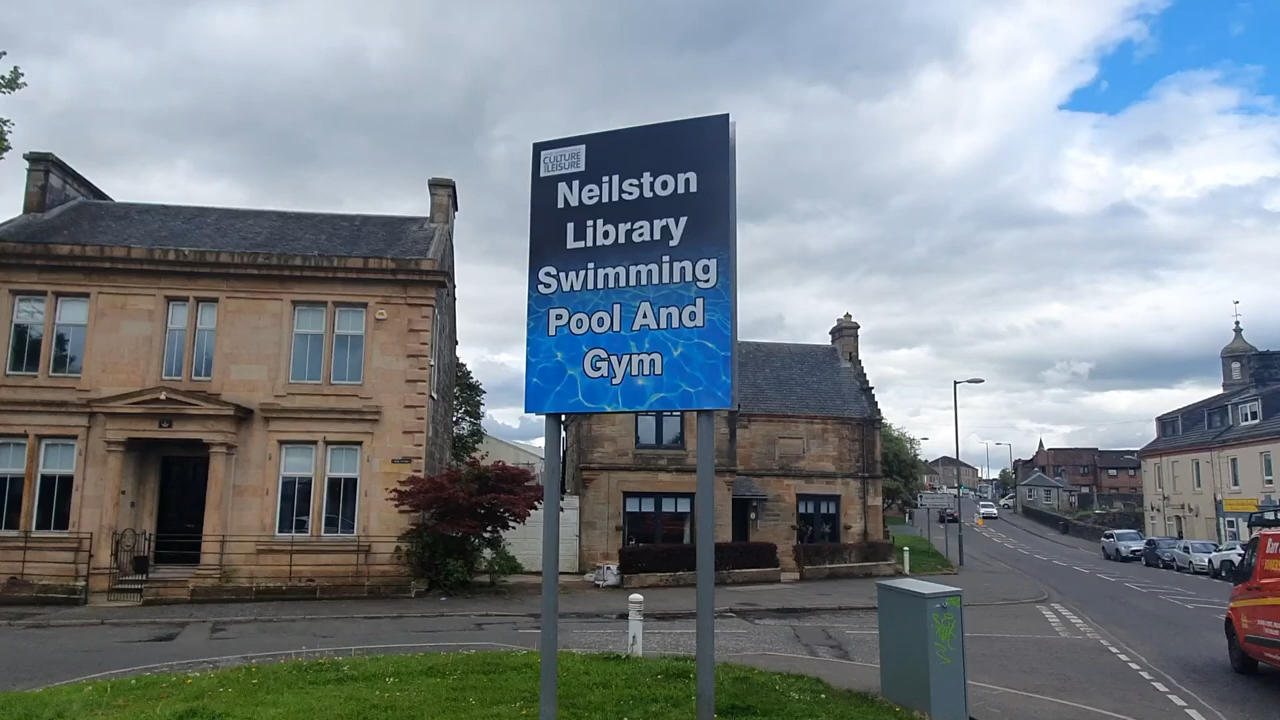 CULTURE
LEISURE
Neilston
Library
Swimming
Pool And
Gym